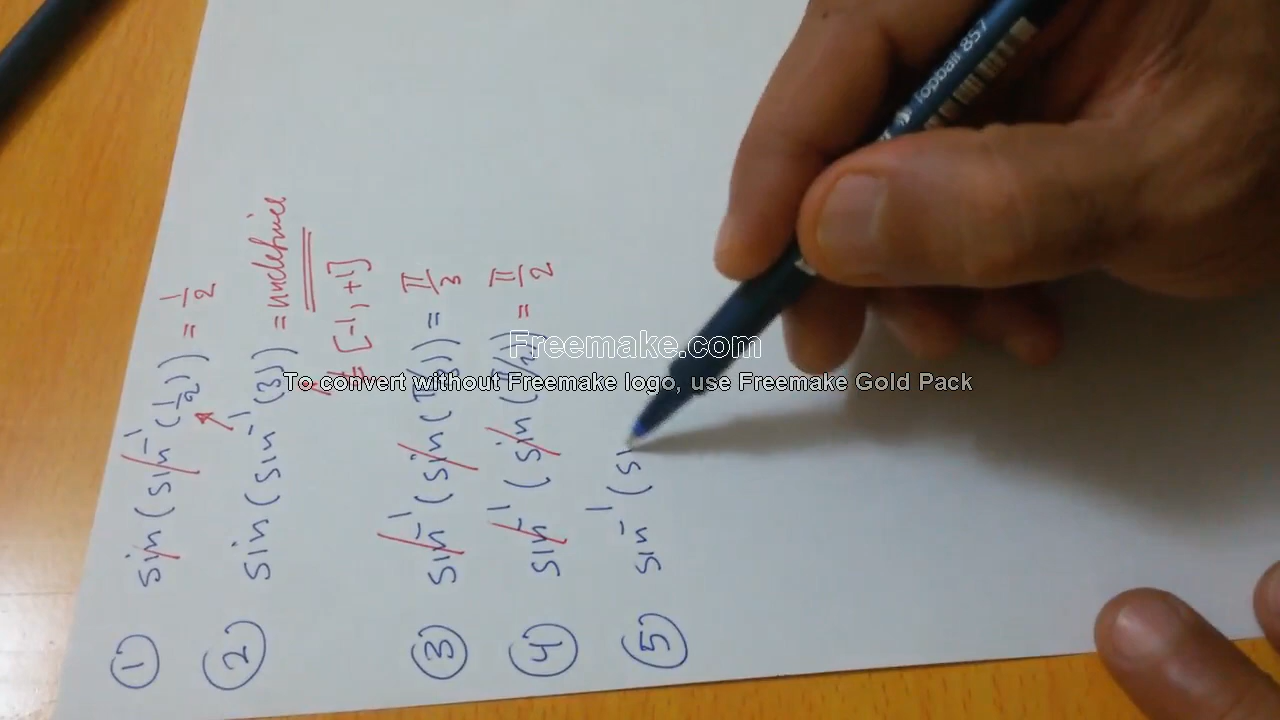 ① sin(sin⁻¹(1/2)) = 1/2
② sin(sin⁻¹(3)) = undefine
∉ [-1, +1]
③ sin⁻¹(sin(π/3)) = π/3
④ sin⁻¹(sin(π/2)) = π/2
⑤ sin⁻¹(si
Topball 857
Freemake.com
To convert without Freemake logo, use Freemake Gold Pack